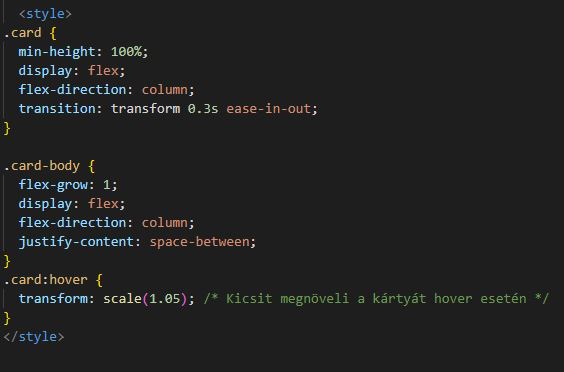 <style>
.card {
  min-height: 100%;
  display: flex;
  flex-direction: column;
  transition: transform 0.3s ease-in-out;
}

.card-body {
  flex-grow: 1;
  display: flex;
  flex-direction: column;
  justify-content: space-between;
}
.card:hover {
  transform: scale(1.05); /* Kicsit megnöveli a kártyát hover esetén */
}
</style>